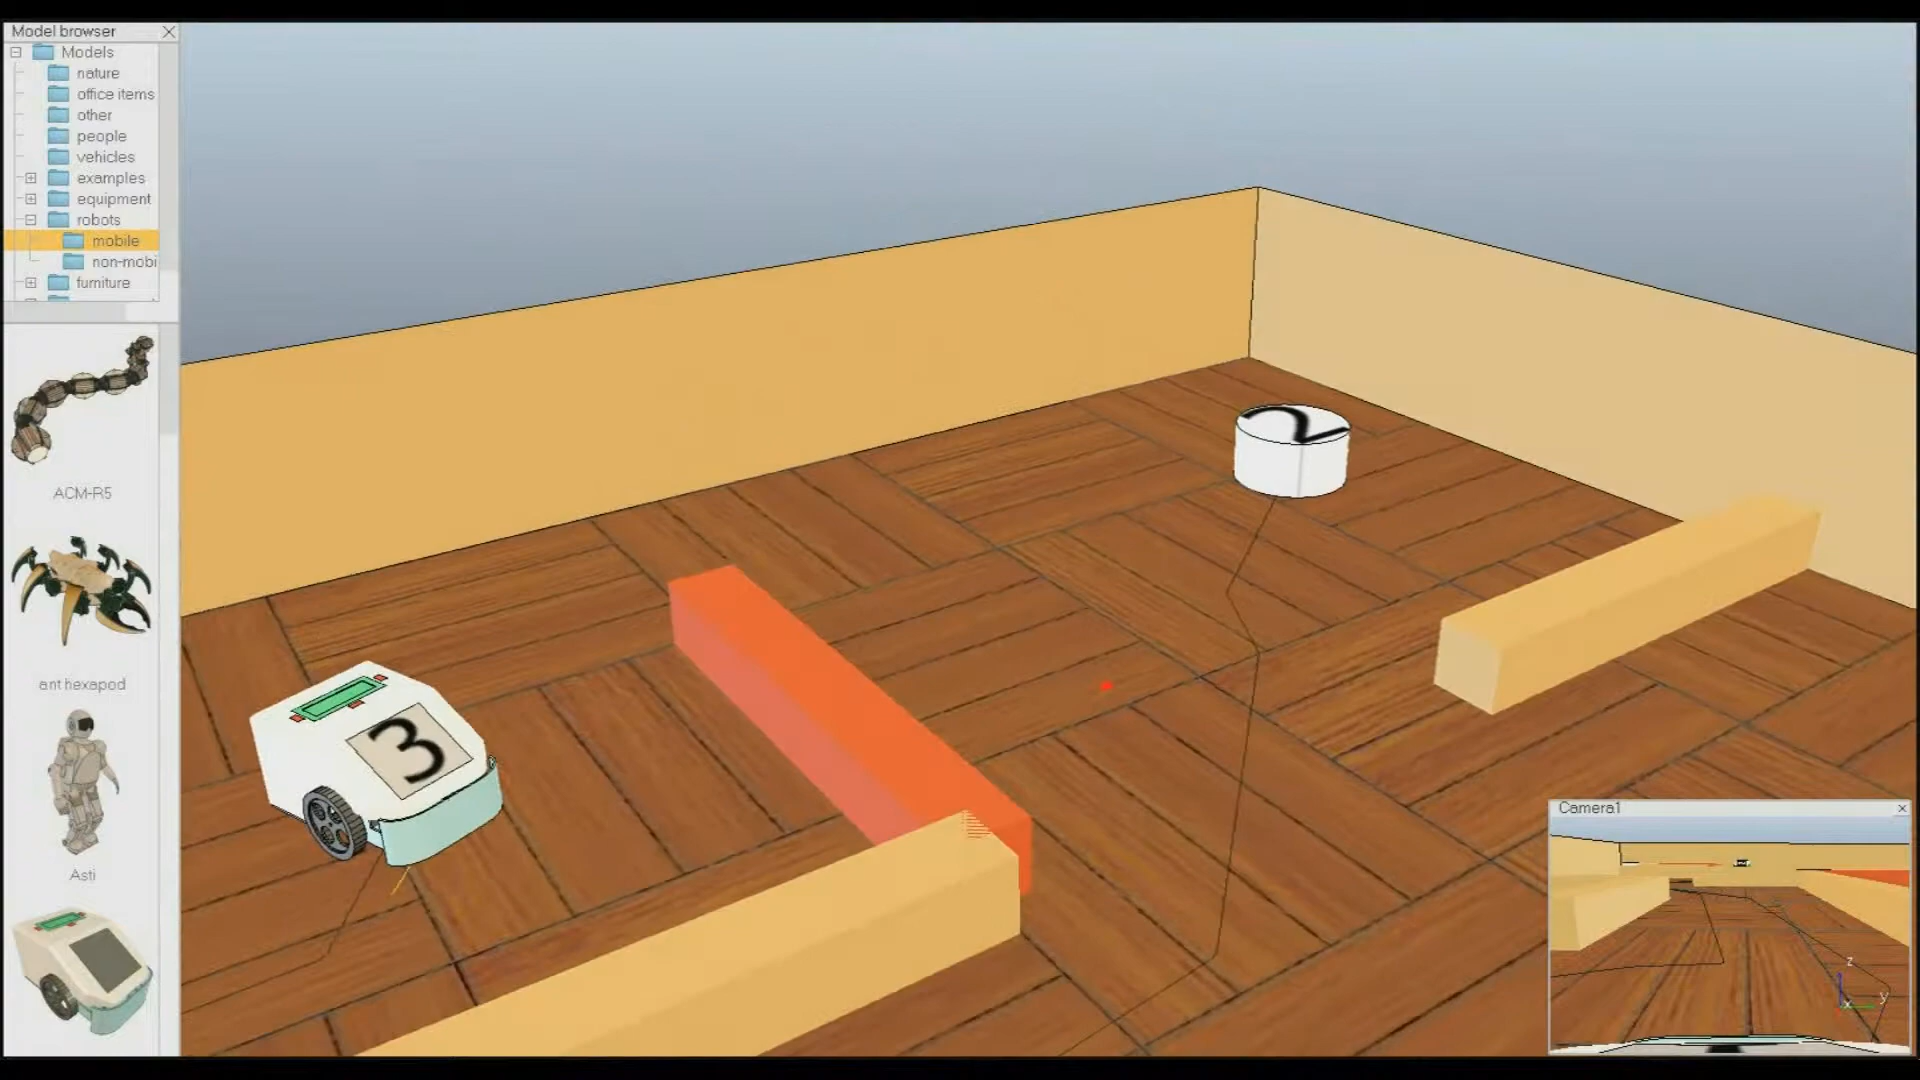 Model browser
Models
nature
office items
other
people
vehicles
examples
equipment
robots
mobile
non-mobi
furniture
ACM-R5
ant hexapod
Asti
2
3
Camera1
z
y
x